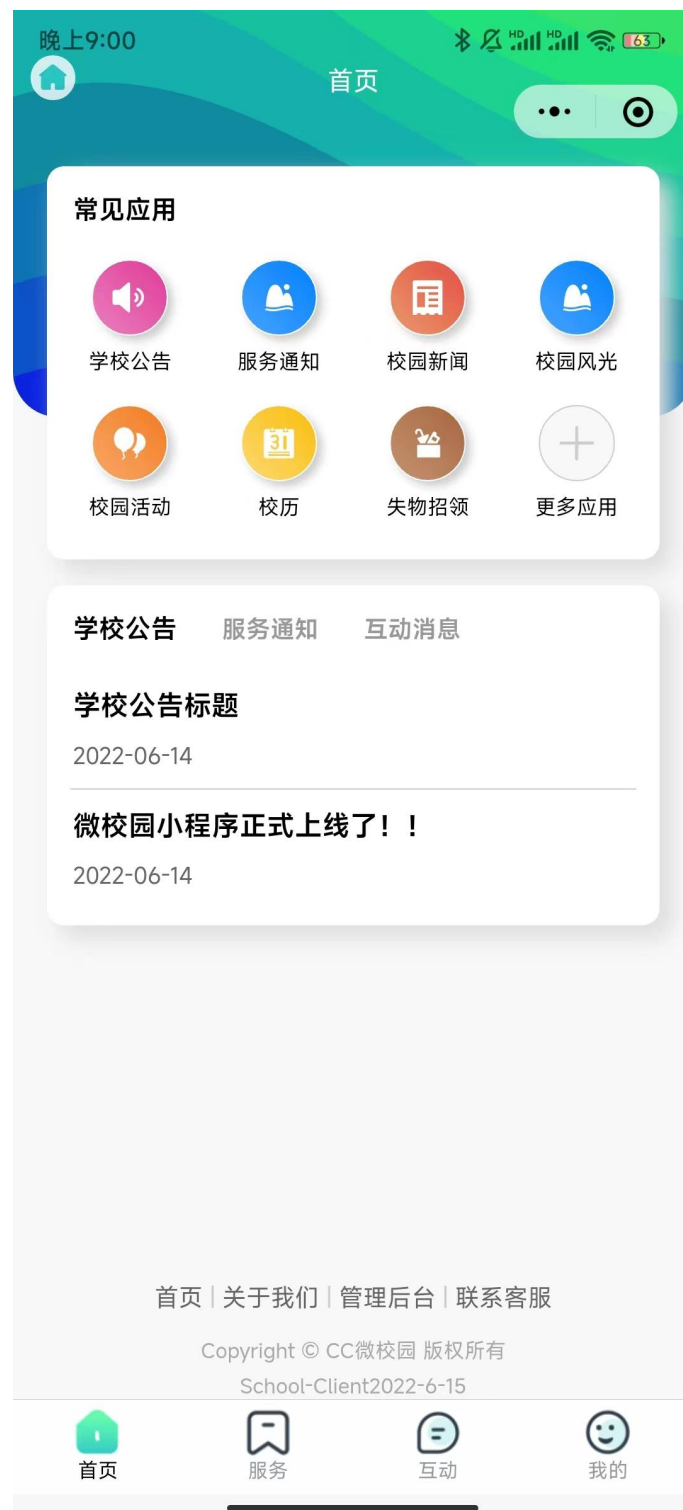 晚上9:00
HD HD 63
首页
常见应用
学校公告 服务通知 校园新闻 校园风光
31
校园活动 校历 失物招领 更多应用
学校公告 服务通知 互动消息
学校公告标题
2022-06-14
微校园小程序正式上线了！！
2022-06-14
首页|关于我们|管理后台|联系客服
Copyright © CC微校园 版权所有
School-Client2022-6-15
首页 服务 互动 我的